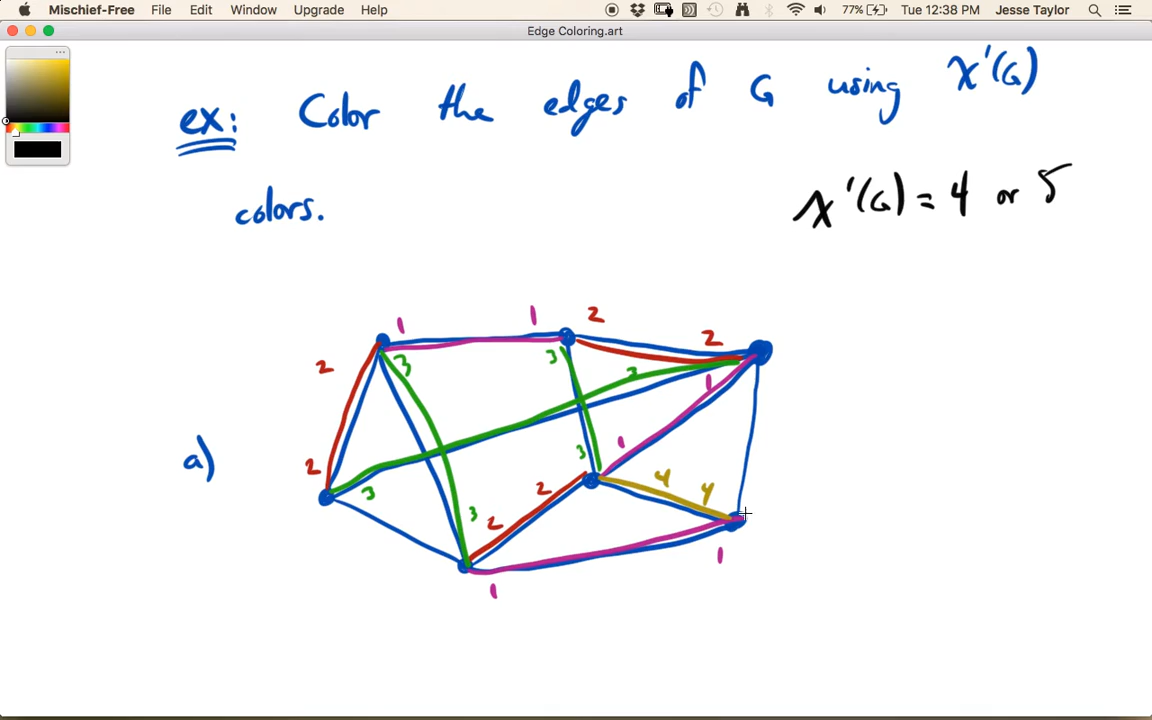 Mischief-Free File Edit Window Upgrade Help 77% Tue 12:38 PM Jesse Taylor
Edge Coloring.art
ex: Color the edges of G using χ'(G)
colors.
χ'(G) = 4 or 5
1 1 2
2 3 3 2
3 1
a) 2 3 3 1 4 4
2 2
3 1
1